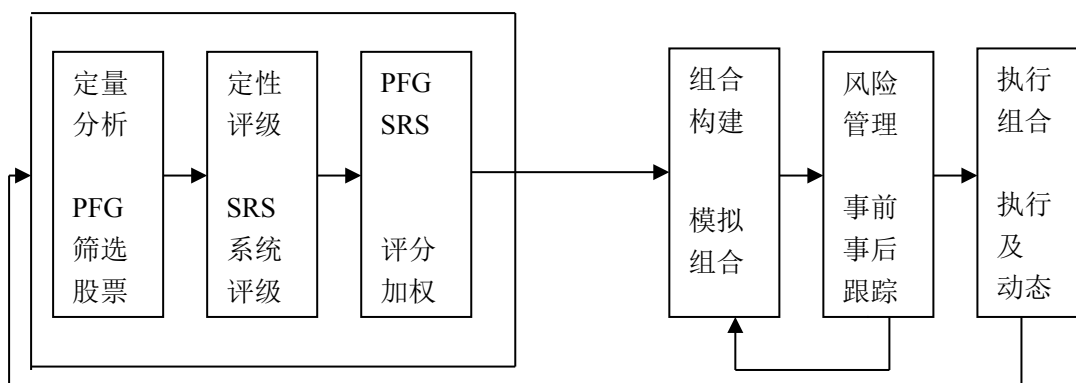 定量
分析
PFG
筛选
股票
定性
评级
SRS
系统
评级
PFG
SRS
评分
加权
组合
构建
模拟
组合
风险
管理
事前
事后
跟踪
执行
组合
执行
及
动态